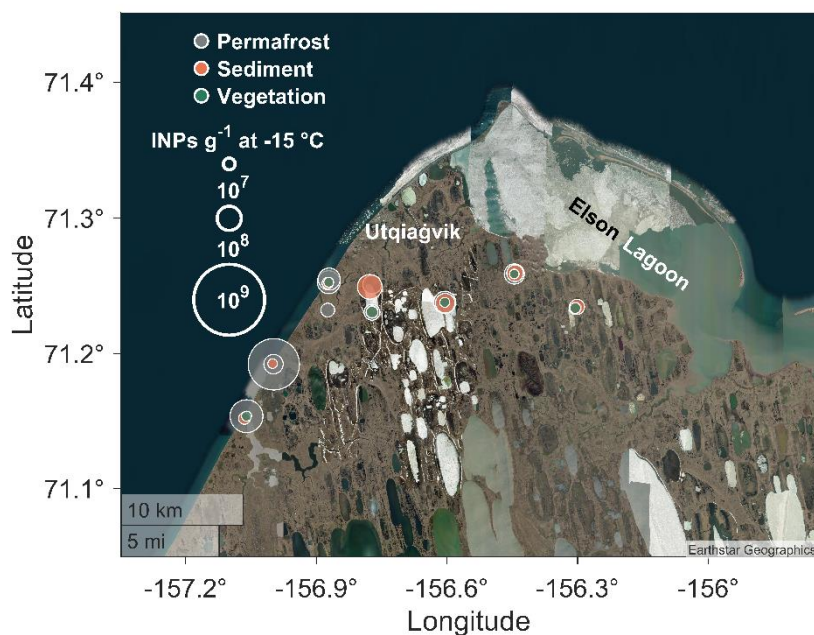 Permafrost
Sediment
Vegetation
INPs g⁻¹ at -15 °C
10⁷
10⁸
10⁹
Utqiaġvik
Elson Lagoon
71.4°
71.3°
71.2°
71.1°
Latitude
10 km
5 mi
Earthstar Geographics
-157.2° -156.9° -156.6° -156.3° -156°
Longitude